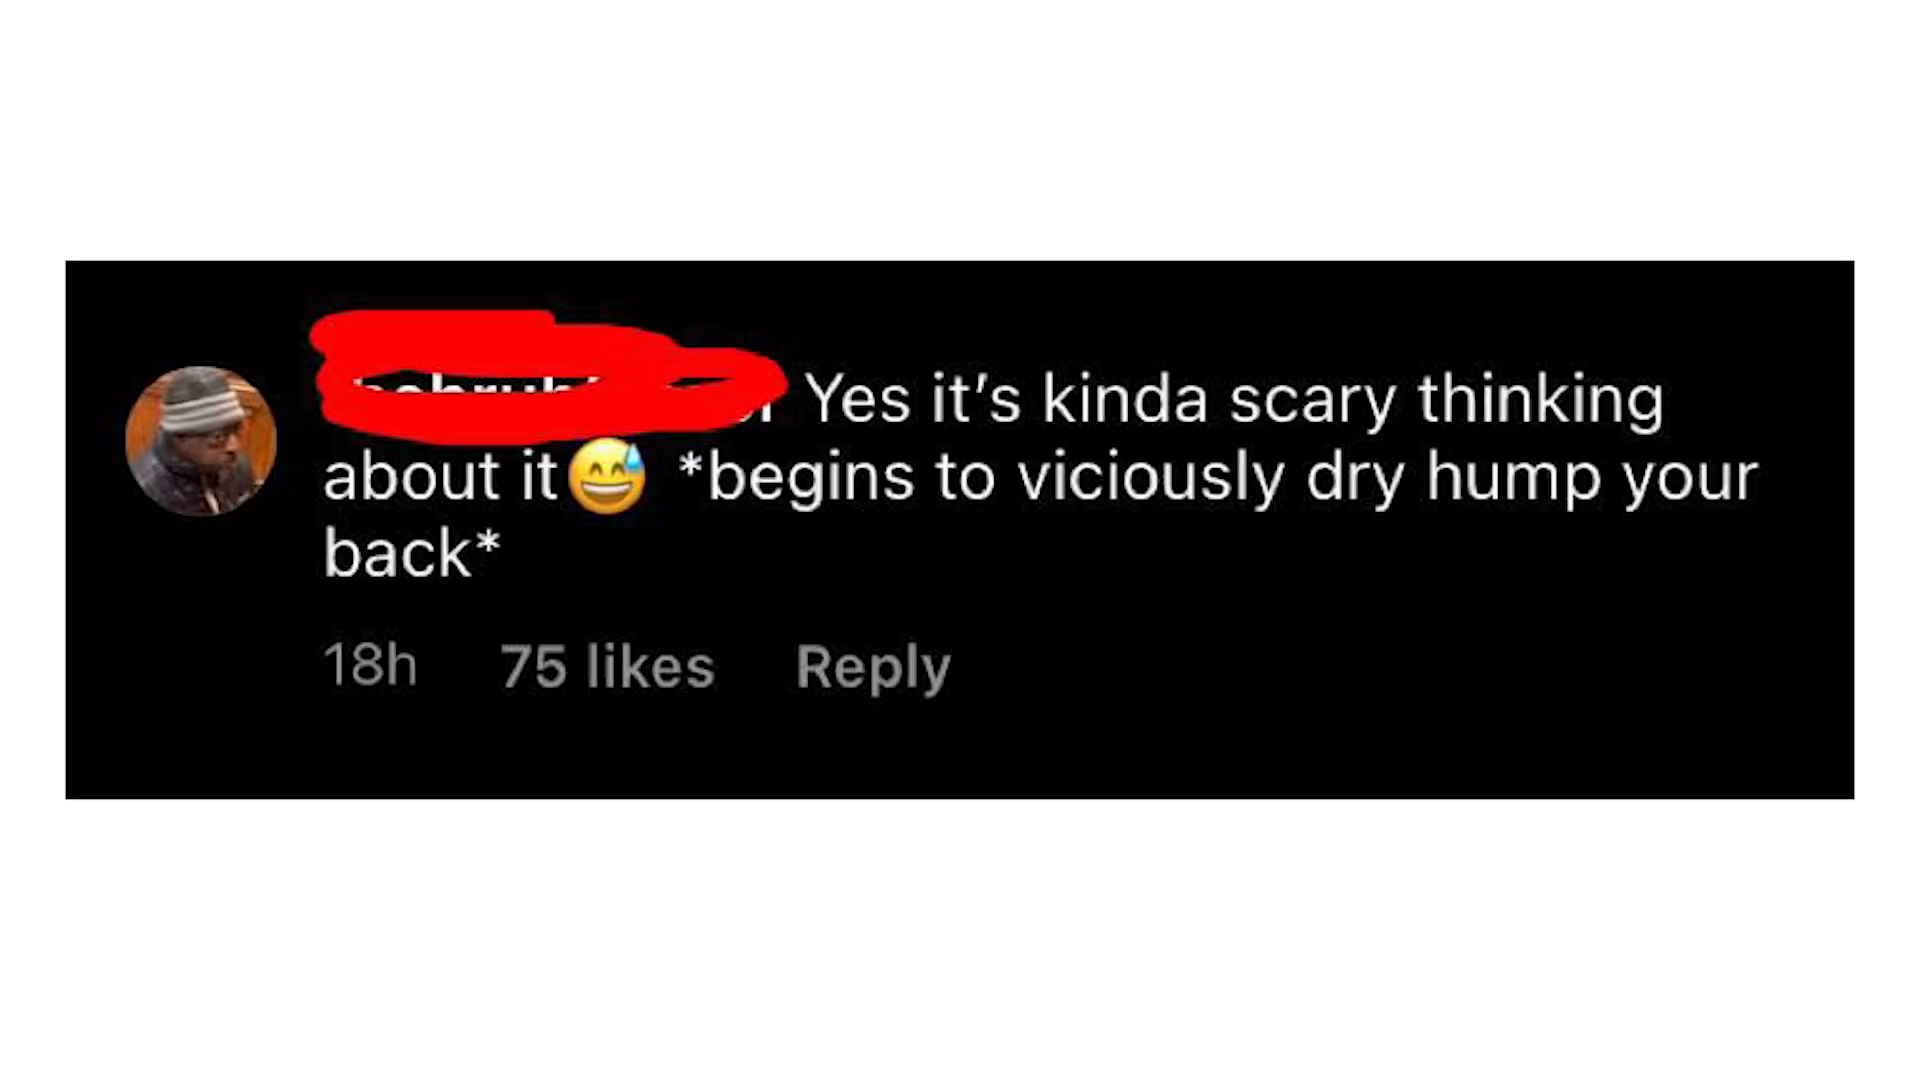 Yes it's kinda scary thinking
about it😅 *begins to viciously dry hump your
back*
18h 75 likes Reply